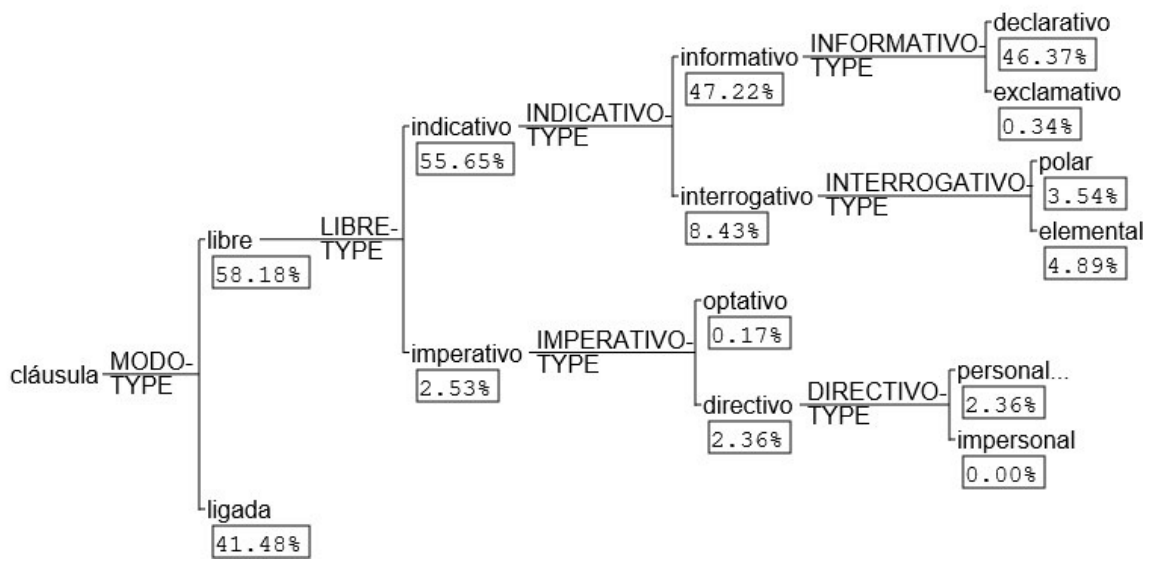 declarativo
informativo INFORMATIVO-
TYPE
46.37%
47.22%
exclamativo
0.34%
indicativo INDICATIVO-
TYPE
55.65%
polar
interrogativo INTERROGATIVO-
TYPE
3.54%
8.43%
elemental
4.89%
libre LIBRE-
TYPE
58.18%
optativo
0.17%
imperativo IMPERATIVO-
TYPE
2.53%
cláusula MODO-
TYPE
personal...
directivo DIRECTIVO-
TYPE
2.36%
2.36%
impersonal
0.00%
ligada
41.48%